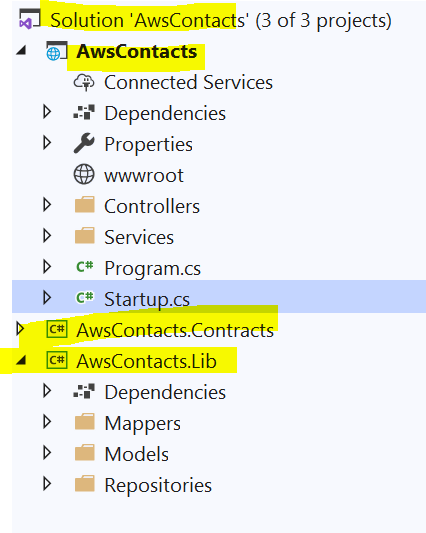 Solution 'AwsContacts' (3 of 3 projects)
AwsContacts
Connected Services
Dependencies
Properties
wwwroot
Controllers
Services
C# Program.cs
C# Startup.cs
C# AwsContacts.Contracts
C# AwsContacts.Lib
Dependencies
Mappers
Models
Repositories